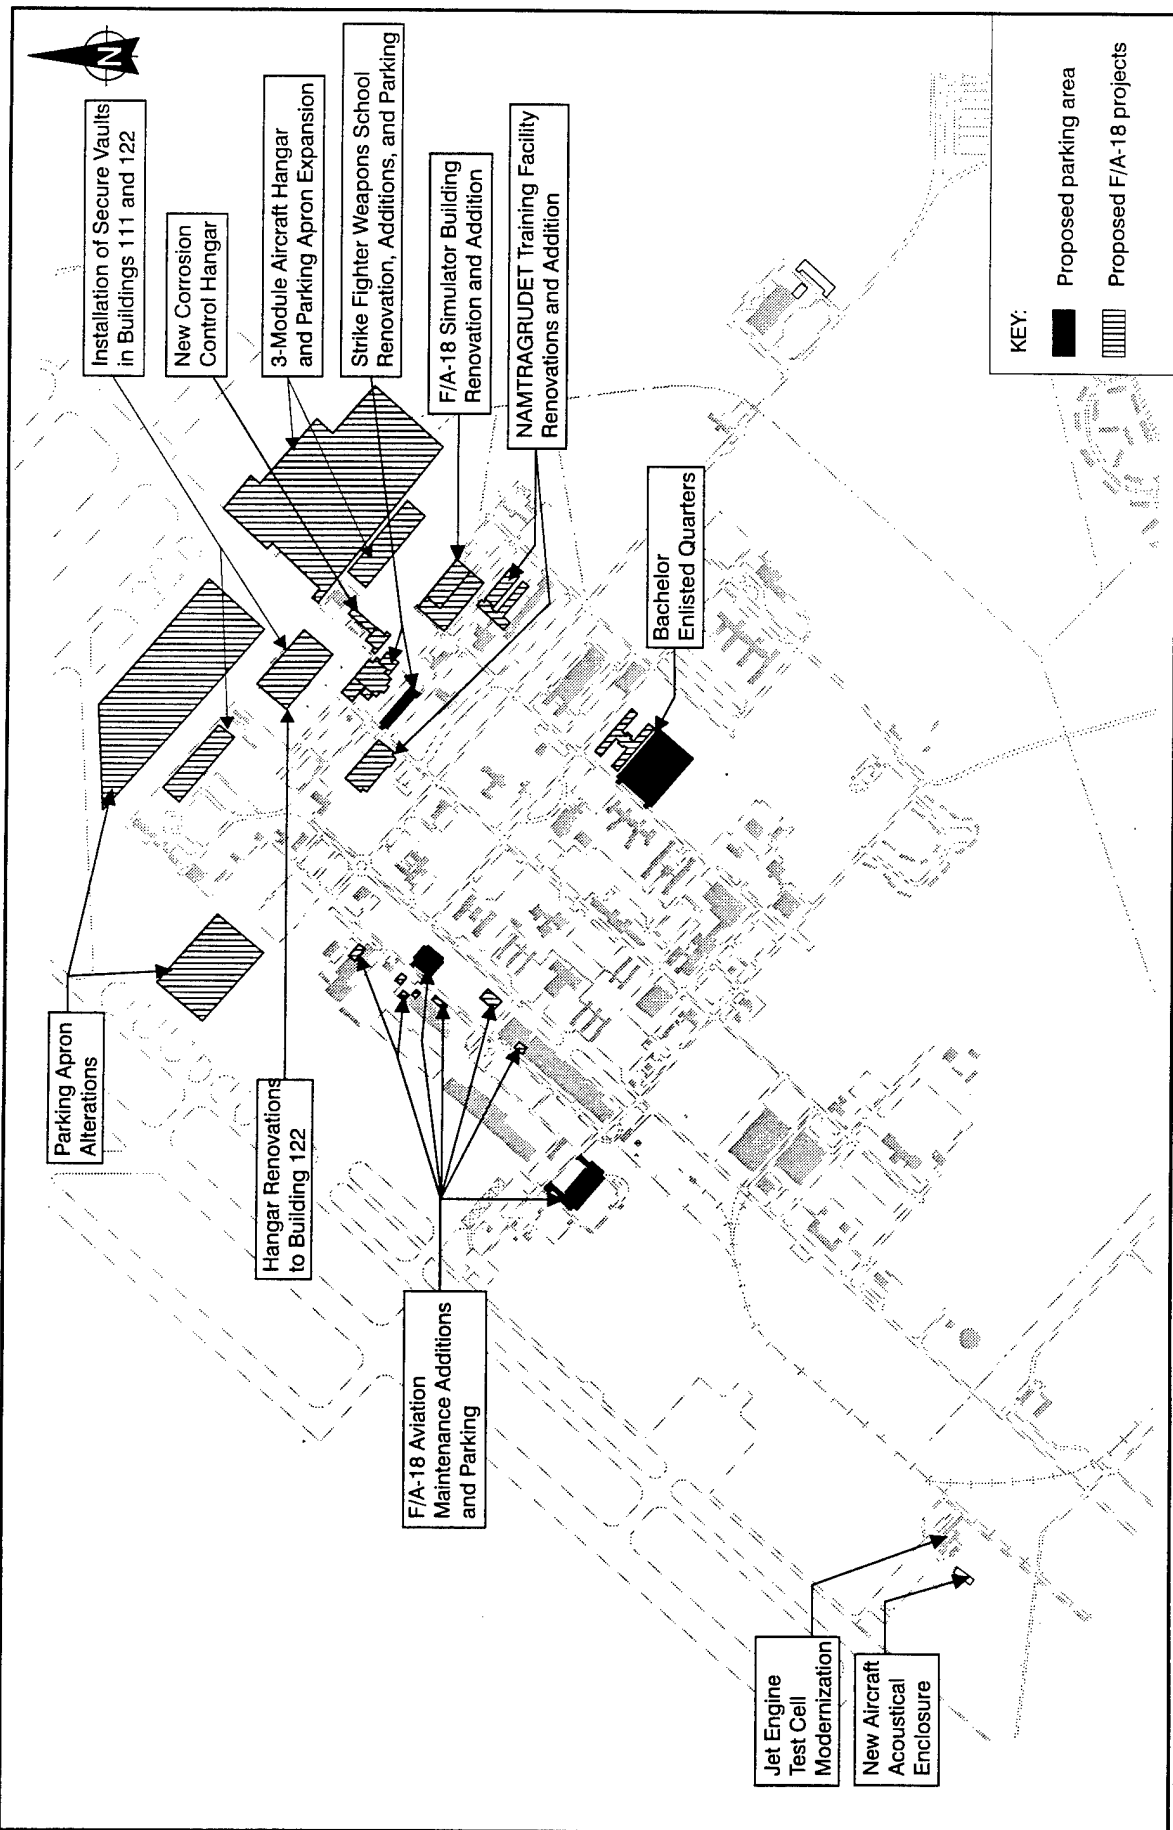 N
Installation of Secure Vaults
in Buildings 111 and 122
New Corrosion
Control Hangar
3-Module Aircraft Hangar
and Parking Apron Expansion
Strike Fighter Weapons School
Renovation, Additions, and Parking
F/A-18 Simulator Building
Renovation and Addition
NAMTRAGRUDET Training Facility
Renovations and Addition
Bachelor
Enlisted Quarters
Parking Apron
Alterations
Hangar Renovations
to Building 122
F/A-18 Aviation
Maintenance Additions
and Parking
Jet Engine
Test Cell
Modernization
New Aircraft
Acoustical
Enclosure
KEY:
Proposed parking area
Proposed F/A-18 projects